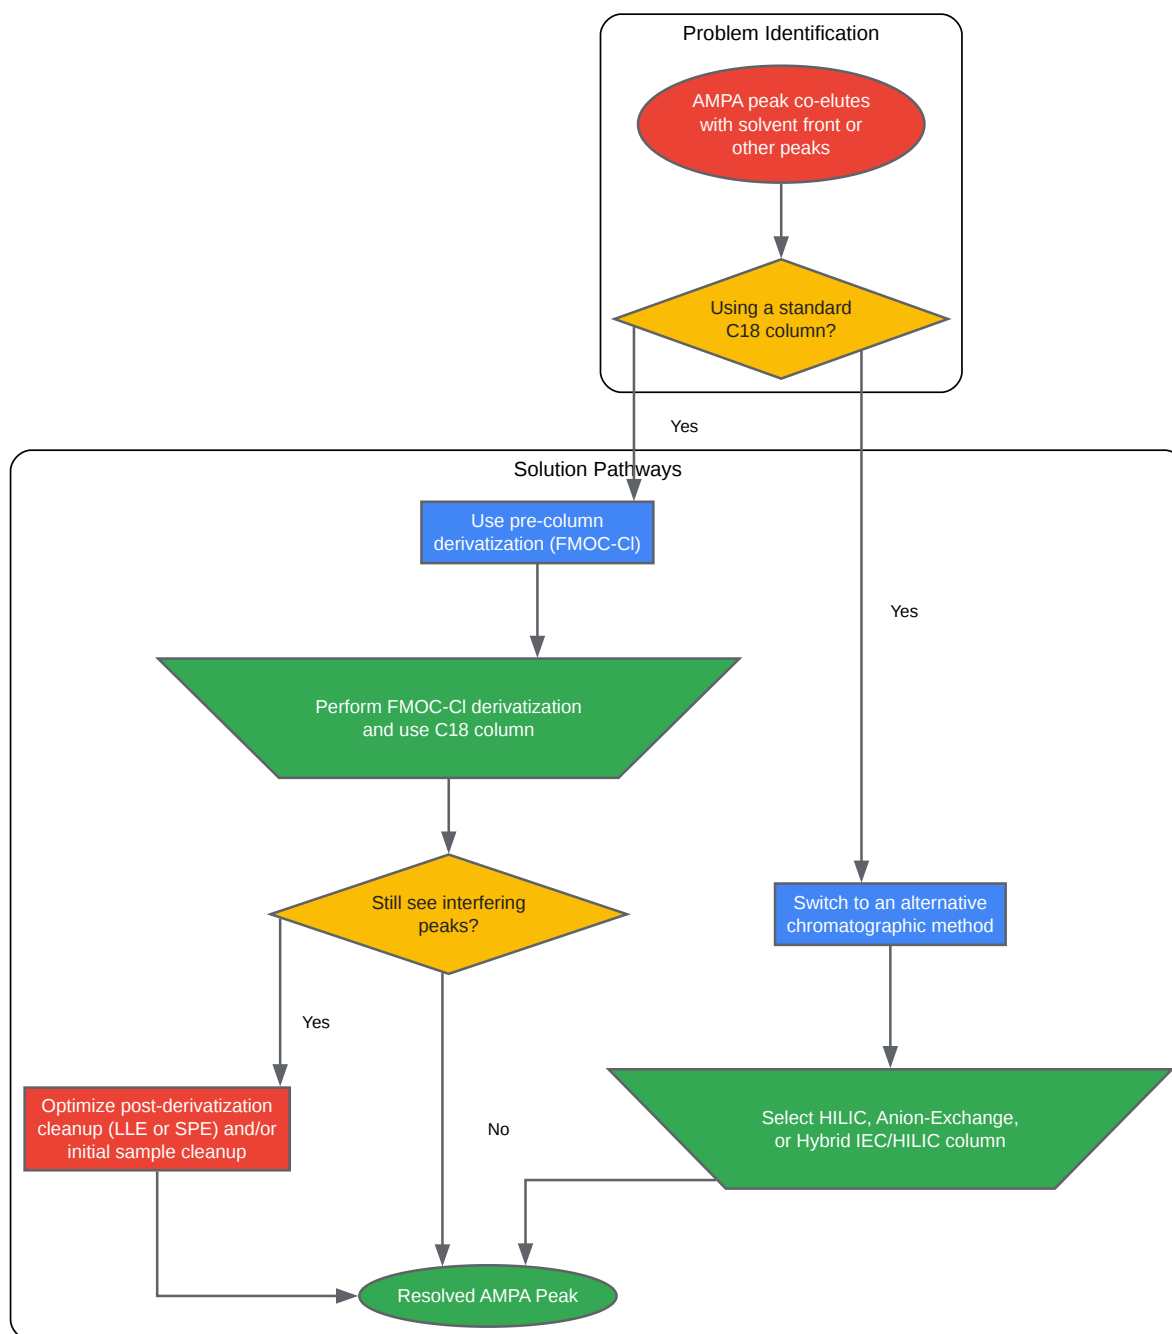 Problem Identification
AMPA peak co-elutes
with solvent front or
other peaks
Using a standard
C18 column?
Yes
Solution Pathways
Use pre-column
derivatization (FMOC-Cl)
Yes
Perform FMOC-Cl derivatization
and use C18 column
Still see interfering
peaks?
Switch to an alternative
chromatographic method
Yes
Optimize post-derivatization
cleanup (LLE or SPE) and/or
initial sample cleanup
No
Select HILIC, Anion-Exchange,
or Hybrid IEC/HILIC column
Resolved AMPA Peak